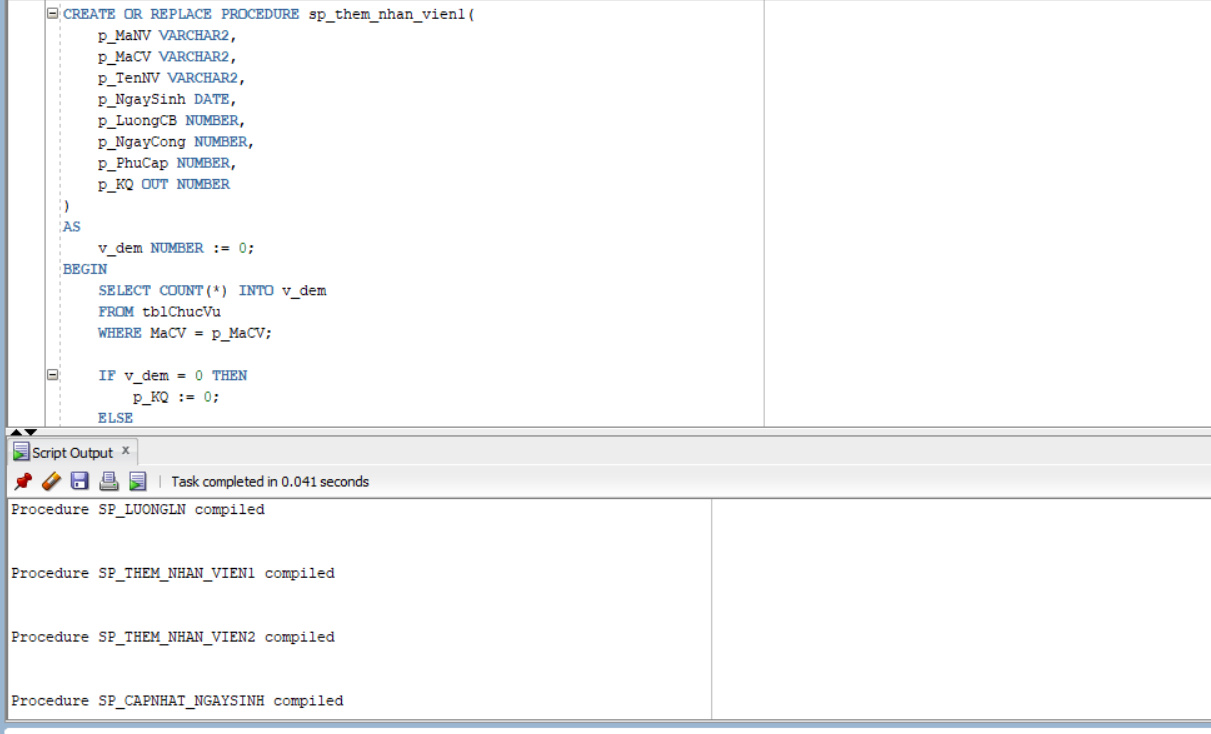 CREATE OR REPLACE PROCEDURE sp_them_nhan_vien1(
p_MaNV VARCHAR2,
p_MaCV VARCHAR2,
p_TenNV VARCHAR2,
p_NgaySinh DATE,
p_LuongCB NUMBER,
p_NgayCong NUMBER,
p_PhuCap NUMBER,
p_KQ OUT NUMBER
)
AS
v_dem NUMBER := 0;
BEGIN
SELECT COUNT(*) INTO v_dem
FROM tblChucVu
WHERE MaCV = p_MaCV;
IF v_dem = 0 THEN
p_KQ := 0;
ELSE
Script Output x
Task completed in 0.041 seconds
Procedure SP_LUONGLN compiled
Procedure SP_THEM_NHAN_VIEN1 compiled
Procedure SP_THEM_NHAN_VIEN2 compiled
Procedure SP_CAPNHAT_NGAYSINH compiled